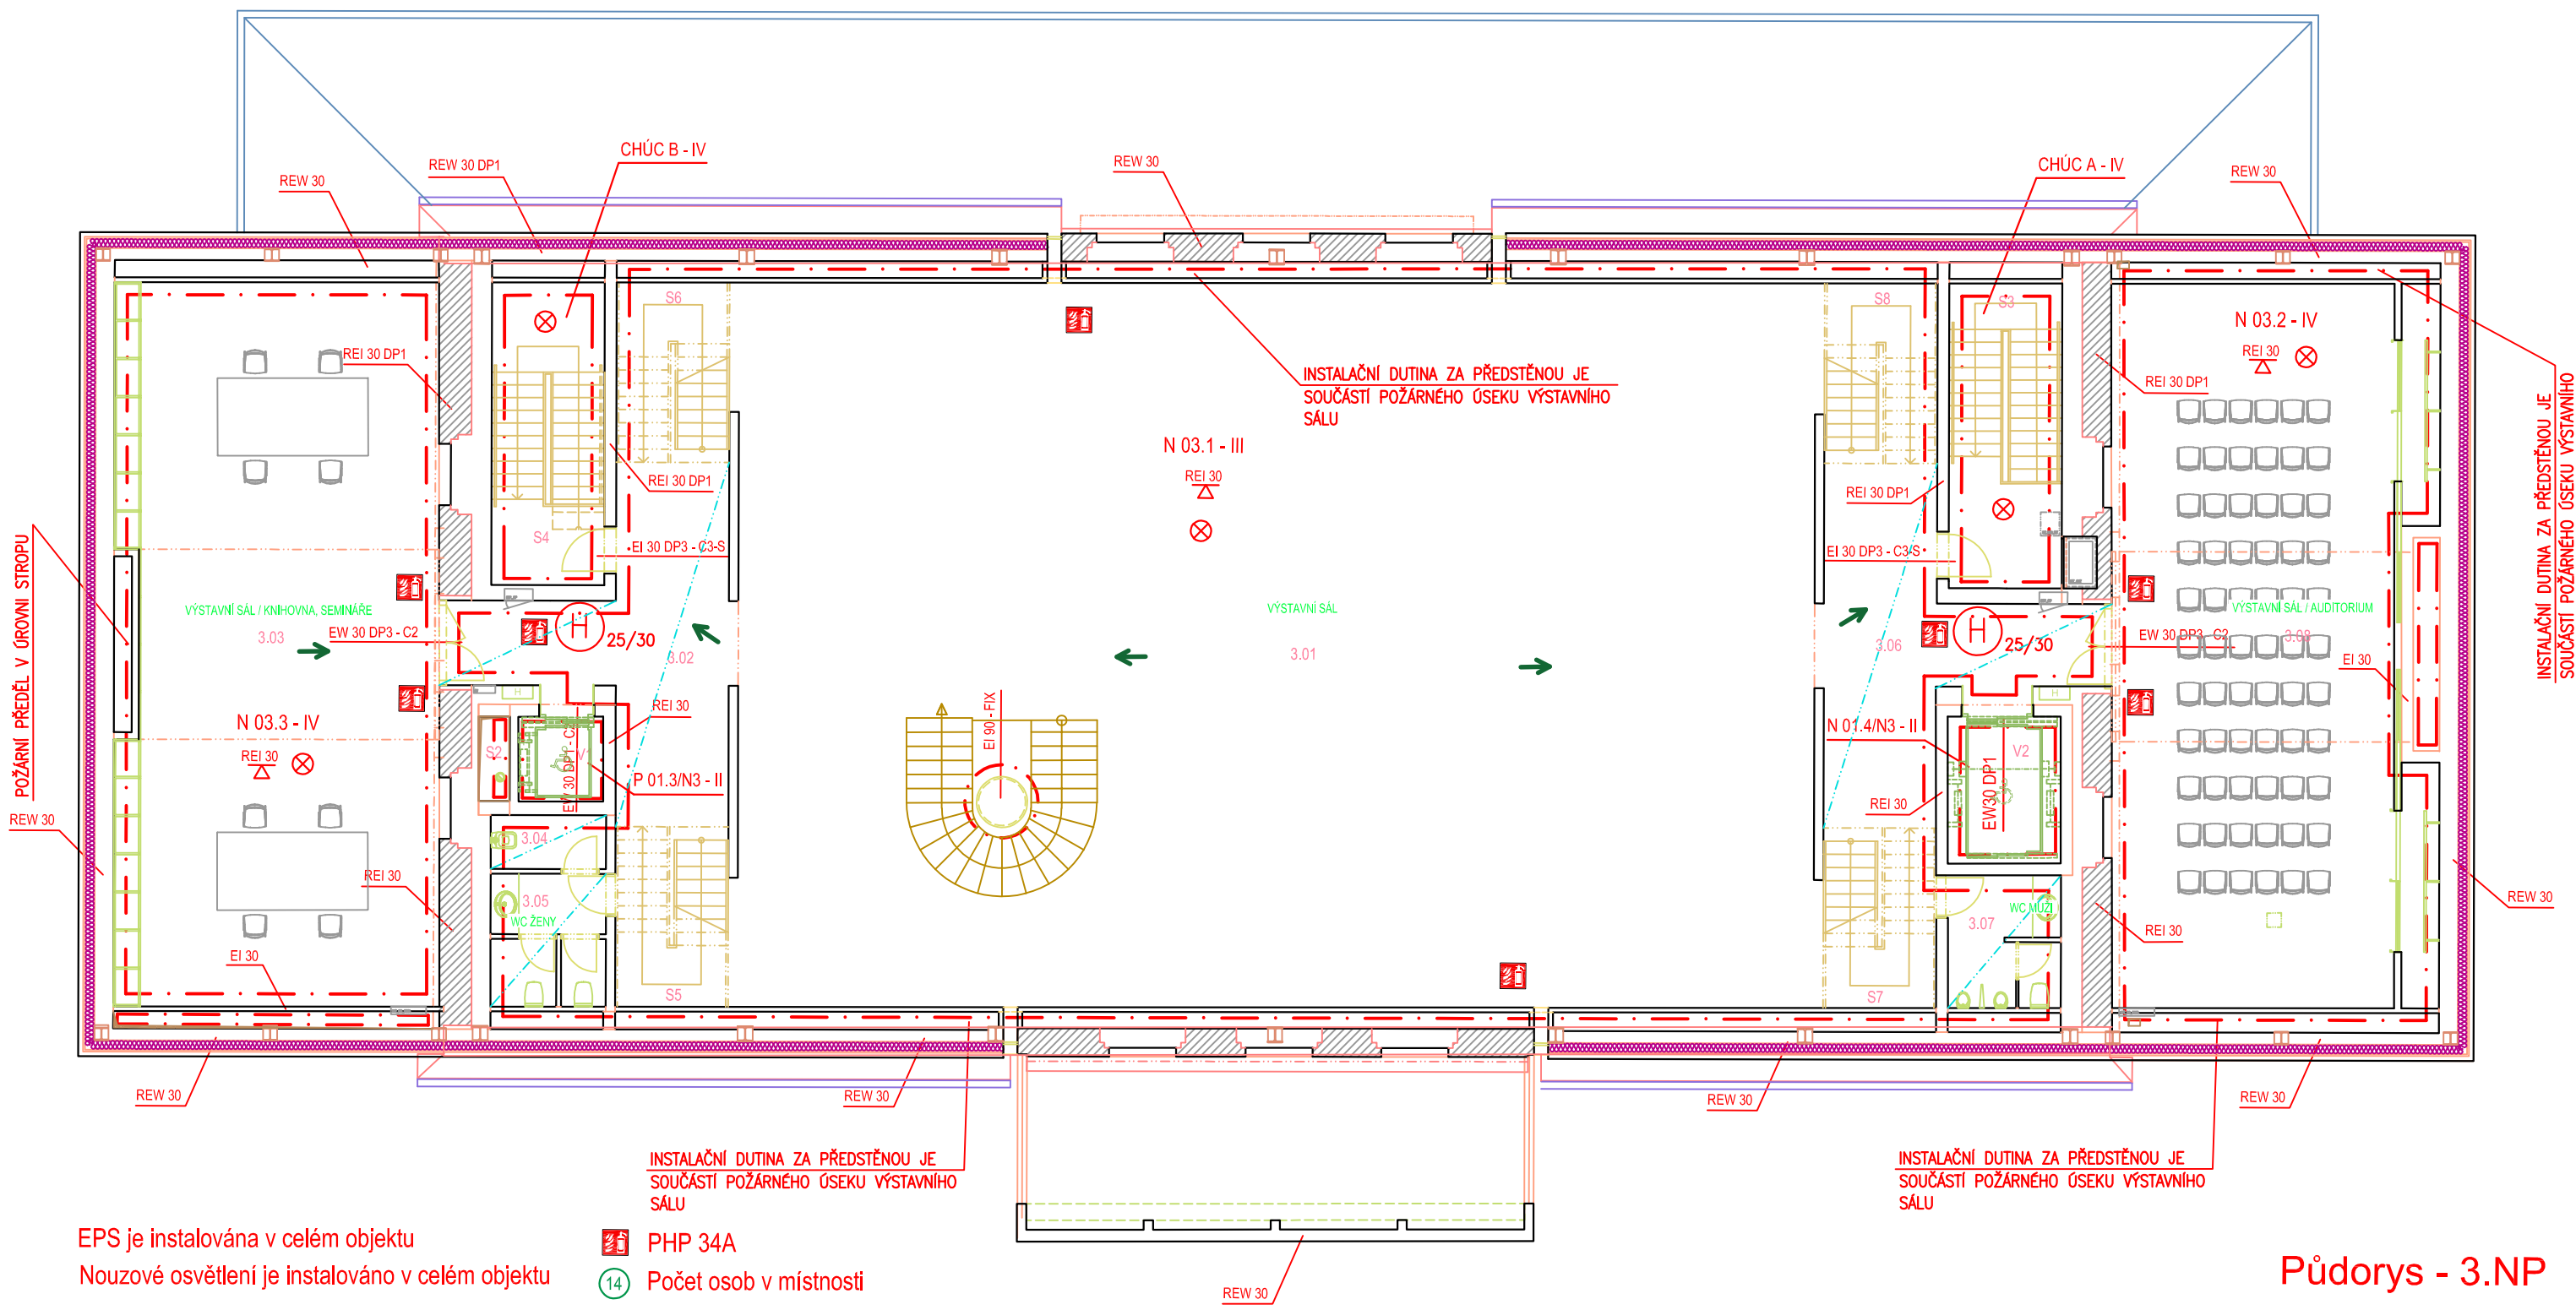 CHÚC B - IV
REW 30 DP1
REW 30
REW 30
CHÚC A - IV
REW 30
S6
S8
S3
N 03.2 - IV
REI 30
REI 30 DP1
REI 30 DP1
INSTALAČNÍ DUTINA ZA PŘEDSTĚNOU JE
SOUČÁSTÍ POŽÁRNÉHO ÚSEKU VÝSTAVNÍHO
SÁLU
INSTALAČNÍ DUTINA ZA PŘEDSTĚNOU JE
SOUČÁSTÍ POŽÁRNÉHO ÚSEKU VÝSTAVNÍHO
N 03.1 - III
REI 30
REI 30 DP1
REI 30 DP1
S4
EI 30 DP3 - C3-S
EI 30 DP3 - C3-S
POŽÁRNÍ PŘEDĚL V ÚROVNI STROPU
VÝSTAVNÍ SÁL / KNIHOVNA, SEMINÁŘE
3.03
EW 30 DP3 - C2
H
25/30
3.02
VÝSTAVNÍ SÁL
3.01
3.06
H
25/30
EW 30 DP3 - C2
VÝSTAVNÍ SÁL / AUDITORIUM
3.08
EI 30
H
H
N 03.3 - IV
REI 30
REI 30
S2
V1
EW 30 DP1 - C2
P 01.3/N3 - II
EI 90 - FIX
N 01.4/N3 - II
V2
EW30 DP1
REI 30
REW 30
3.04
REI 30
3.05
WC ŽENY
WC MUŽI
3.07
REW 30
REI 30
EI 30
S5
S7
REW 30
REW 30
REW 30
REW 30
INSTALAČNÍ DUTINA ZA PŘEDSTĚNOU JE
SOUČÁSTÍ POŽÁRNÉHO ÚSEKU VÝSTAVNÍHO
SÁLU
INSTALAČNÍ DUTINA ZA PŘEDSTĚNOU JE
SOUČÁSTÍ POŽÁRNÉHO ÚSEKU VÝSTAVNÍHO
SÁLU
EPS je instalována v celém objektu
PHP 34A
Nouzové osvětlení je instalováno v celém objektu
14
Počet osob v místnosti
REW 30
Půdorys - 3.NP